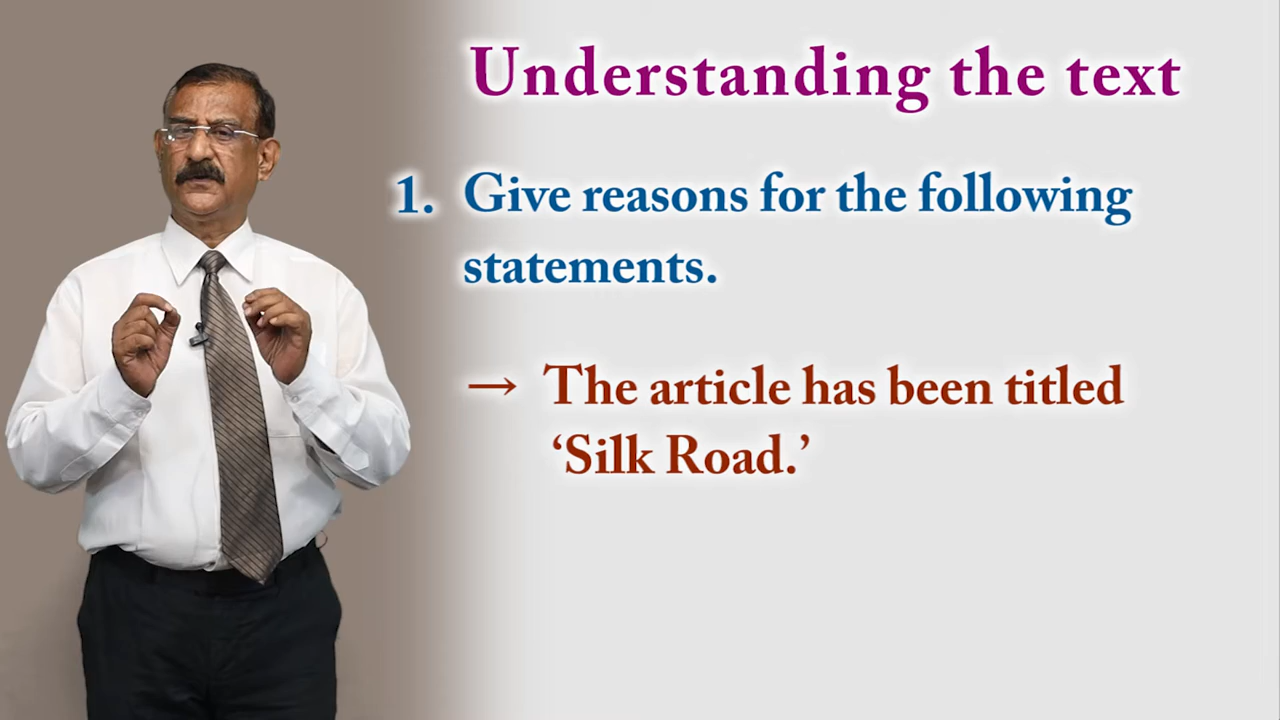 Understanding the text
1. Give reasons for the following
statements.
→ The article has been titled
‘Silk Road.’